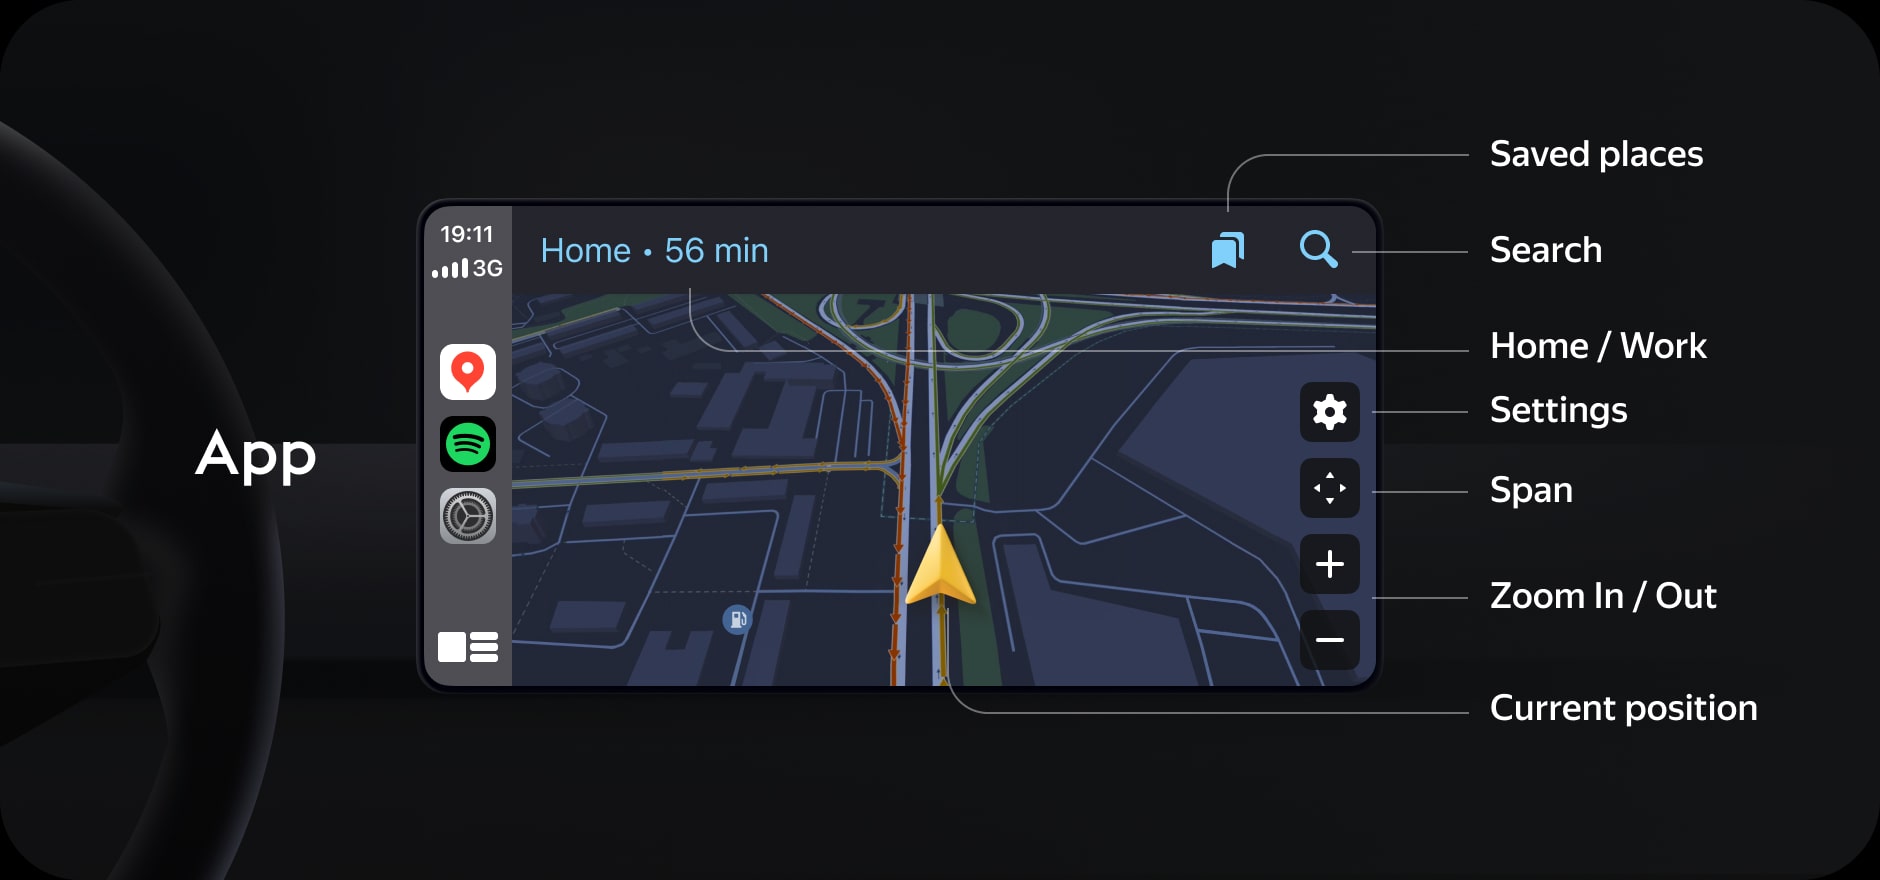 App
19:11
3G
Home • 56 min
Saved places
Search
Home / Work
Settings
Span
Zoom In / Out
Current position